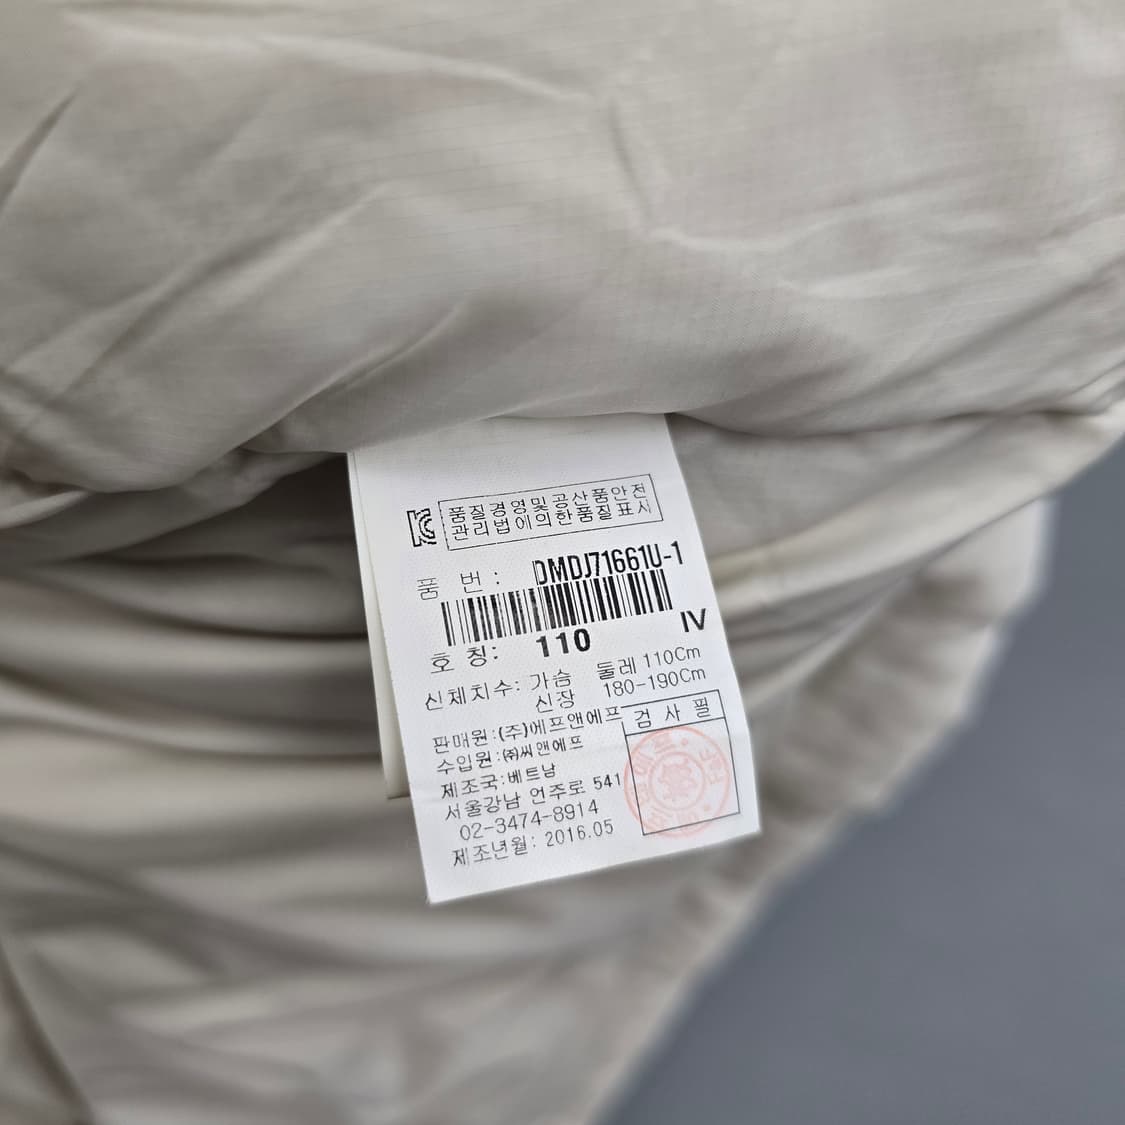 품질경영및공산품안전
관리법에의한품질표시
품 번 : DMDJ71661U-1
IV
호 칭: 110
신체치수: 가슴 둘레 110Cm
신장 180-190Cm
판매원:(주)에프앤에프
수입원:㈜씨앤에프
제조국:베트남
서울강남 언주로 541
02-3474-8914
제조년월: 2016.05
검 사 필